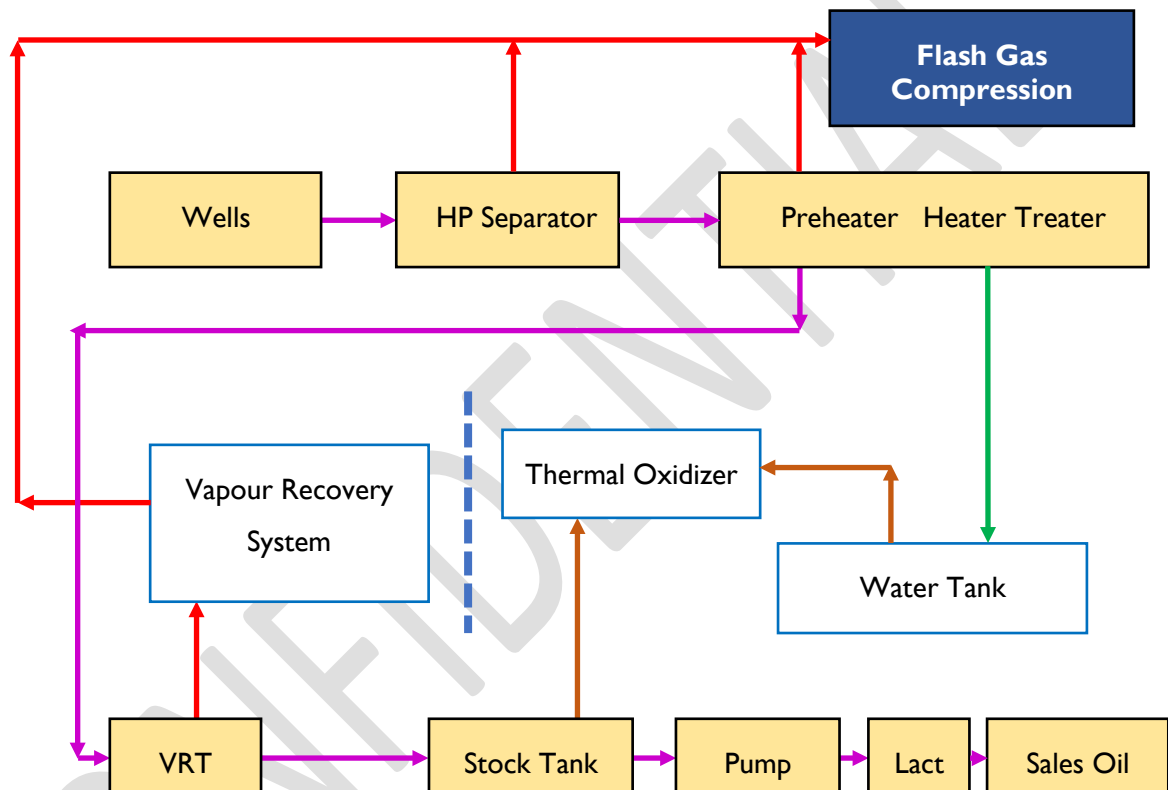 Flash Gas
Compression
Wells
HP Separator
Preheater Heater Treater
Vapour Recovery
System
Thermal Oxidizer
Water Tank
VRT
Stock Tank
Pump
Lact
Sales Oil
CONFIDENTIAL